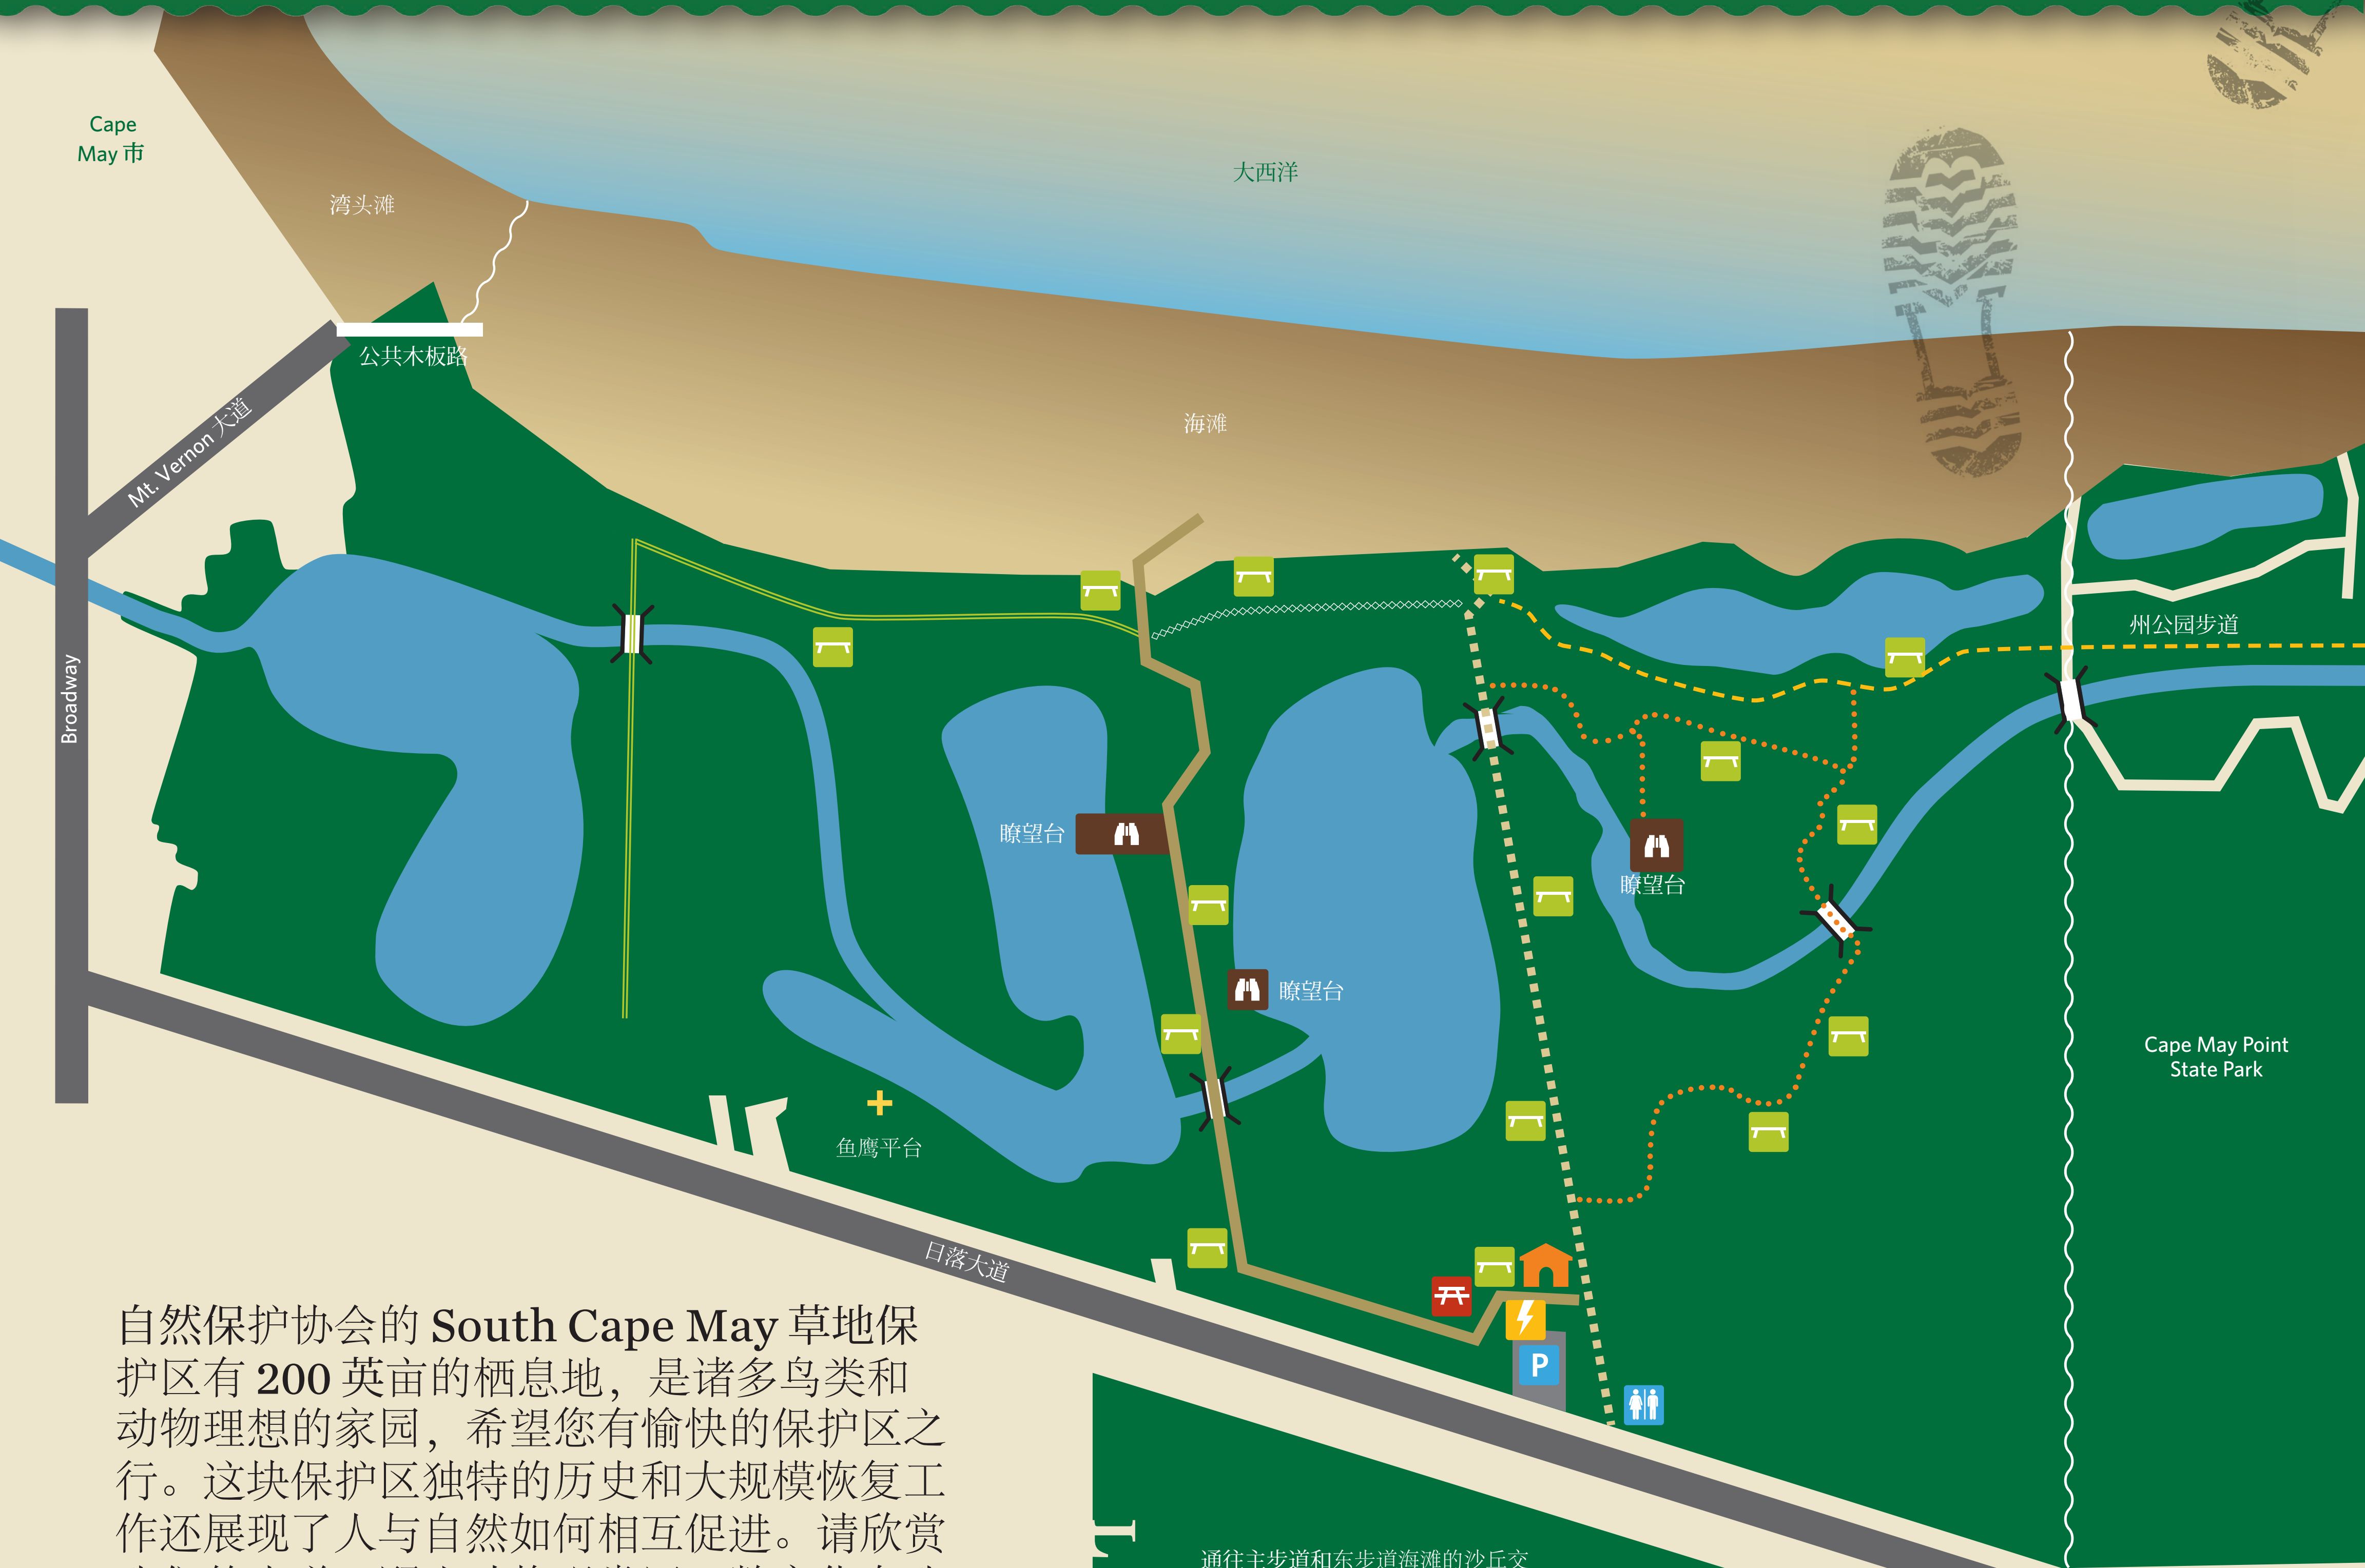 Cape
May 市
大西洋
湾头滩
公共木板路
海滩
Mt. Vernon 大道
Broadway
州公园步道
瞭望台
瞭望台
瞭望台
Cape May Point
State Park
鱼鹰平台
日落大道
P
自然保护协会的 South Cape May 草地保
护区有 200 英亩的栖息地，是诸多鸟类和
动物理想的家园，希望您有愉快的保护区之
行。这块保护区独特的历史和大规模恢复工
作还展现了人与自然如何相互促进。请欣赏
通往主步道和东步道海滩的沙丘交